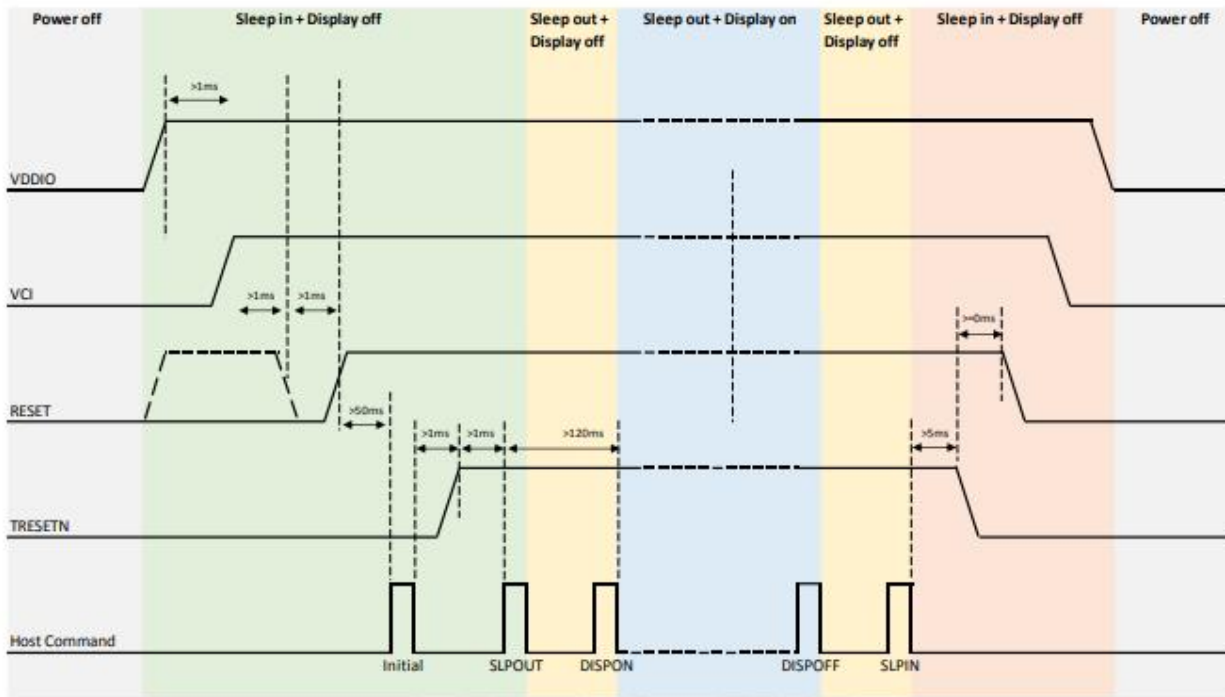 Power off
Sleep in + Display off
Sleep out +
Display off
Sleep out + Display on
Sleep out +
Display off
Sleep in + Display off
Power off
>1ms
VDDIO
VCI
>1ms
>1ms
>=0ms
RESET
>50ms
>1ms
>1ms
>120ms
>5ms
TRESETN
Host Command
Initial
SLPOUT
DISPON
DISPOFF
SLPIN